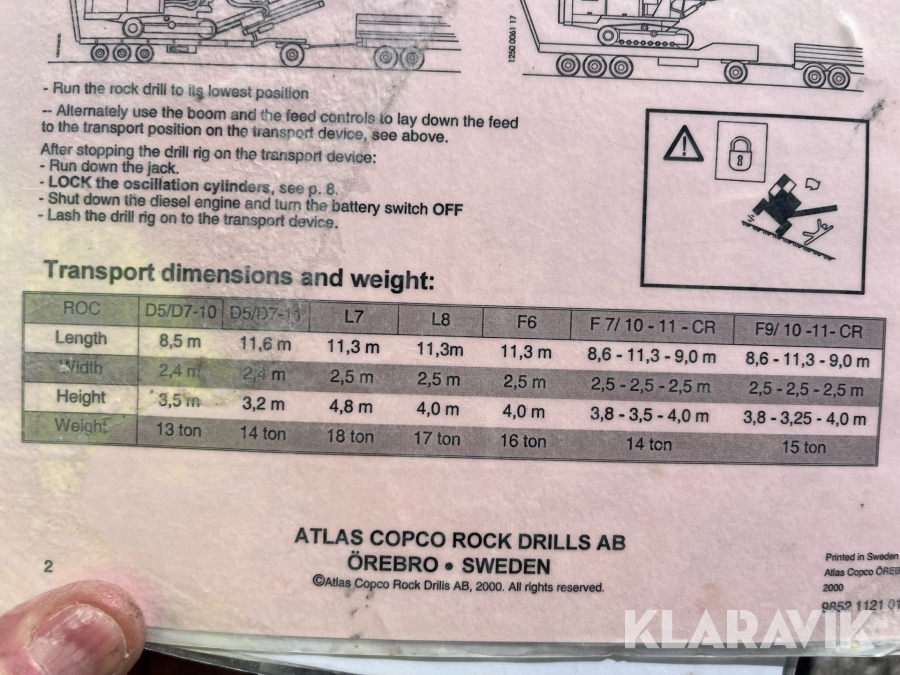 1250 0061 17
- Run the rock drill to its lowest position
-- Alternately use the boom and the feed controls to lay down the feed
to the transport position on the transport device, see above.
After stopping the drill rig on the transport device:
- Run down the jack.
- LOCK the oscillation cylinders, see p. 8.
- Shut down the diesel engine and turn the battery switch OFF
- Lash the drill rig on to the transport device.
Transport dimensions and weight:
ROC D5/D7-10 D5/D7-11 L7 L8 F6 F 7/ 10 - 11 - CR F9/ 10 -11- CR
Length 8,5 m 11,6 m 11,3 m 11,3m 11,3 m 8,6 - 11,3 - 9,0 m 8,6 - 11,3 - 9,0 m
Width 2,4 m 2,4 m 2,5 m 2,5 m 2,5 m 2,5 - 2,5 - 2,5 m 2,5 - 2,5 - 2,5 m
Height 3,5 m 3,2 m 4,8 m 4,0 m 4,0 m 3,8 - 3,5 - 4,0 m 3,8 - 3,25 - 4,0 m
Weight 13 ton 14 ton 18 ton 17 ton 16 ton 14 ton 15 ton
ATLAS COPCO ROCK DRILLS AB
ÖREBRO • SWEDEN
©Atlas Copco Rock Drills AB, 2000. All rights reserved.
2
Printed in Sweden
Atlas Copco ÖREB
2000
9852 1121 01
KLARAVIK